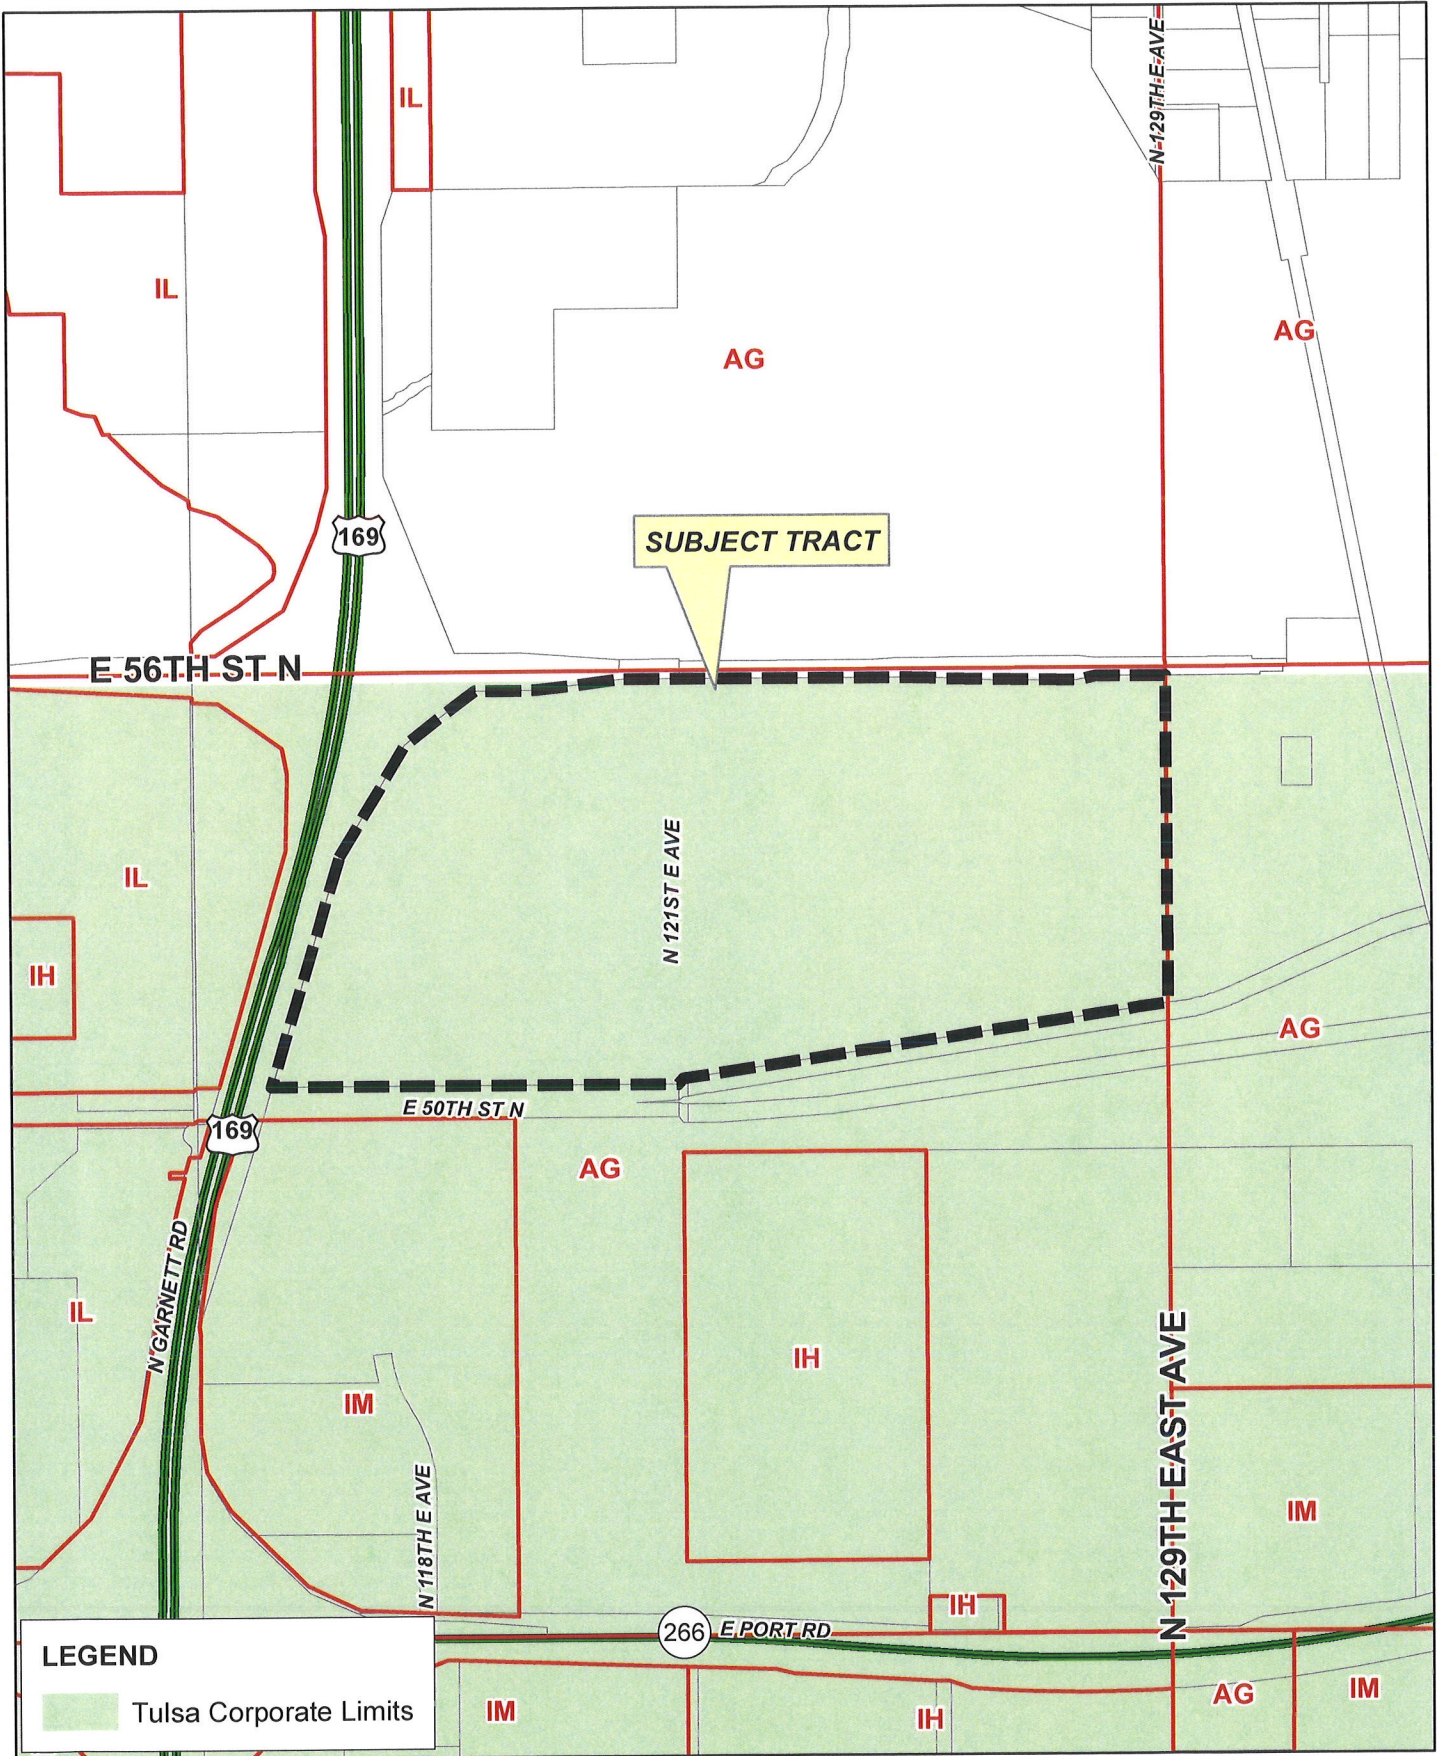 IL
N 129TH E AVE
IL
AG
AG
169
SUBJECT TRACT
E 56TH ST N
IL
N 121ST E AVE
IH
AG
E 50TH ST N
169
AG
N GARNETT RD
IL
IH
IM
N 129TH EAST AVE
N 118TH E AVE
IM
IH
266
E PORT RD
LEGEND
Tulsa Corporate Limits
IM
IH
AG
IM